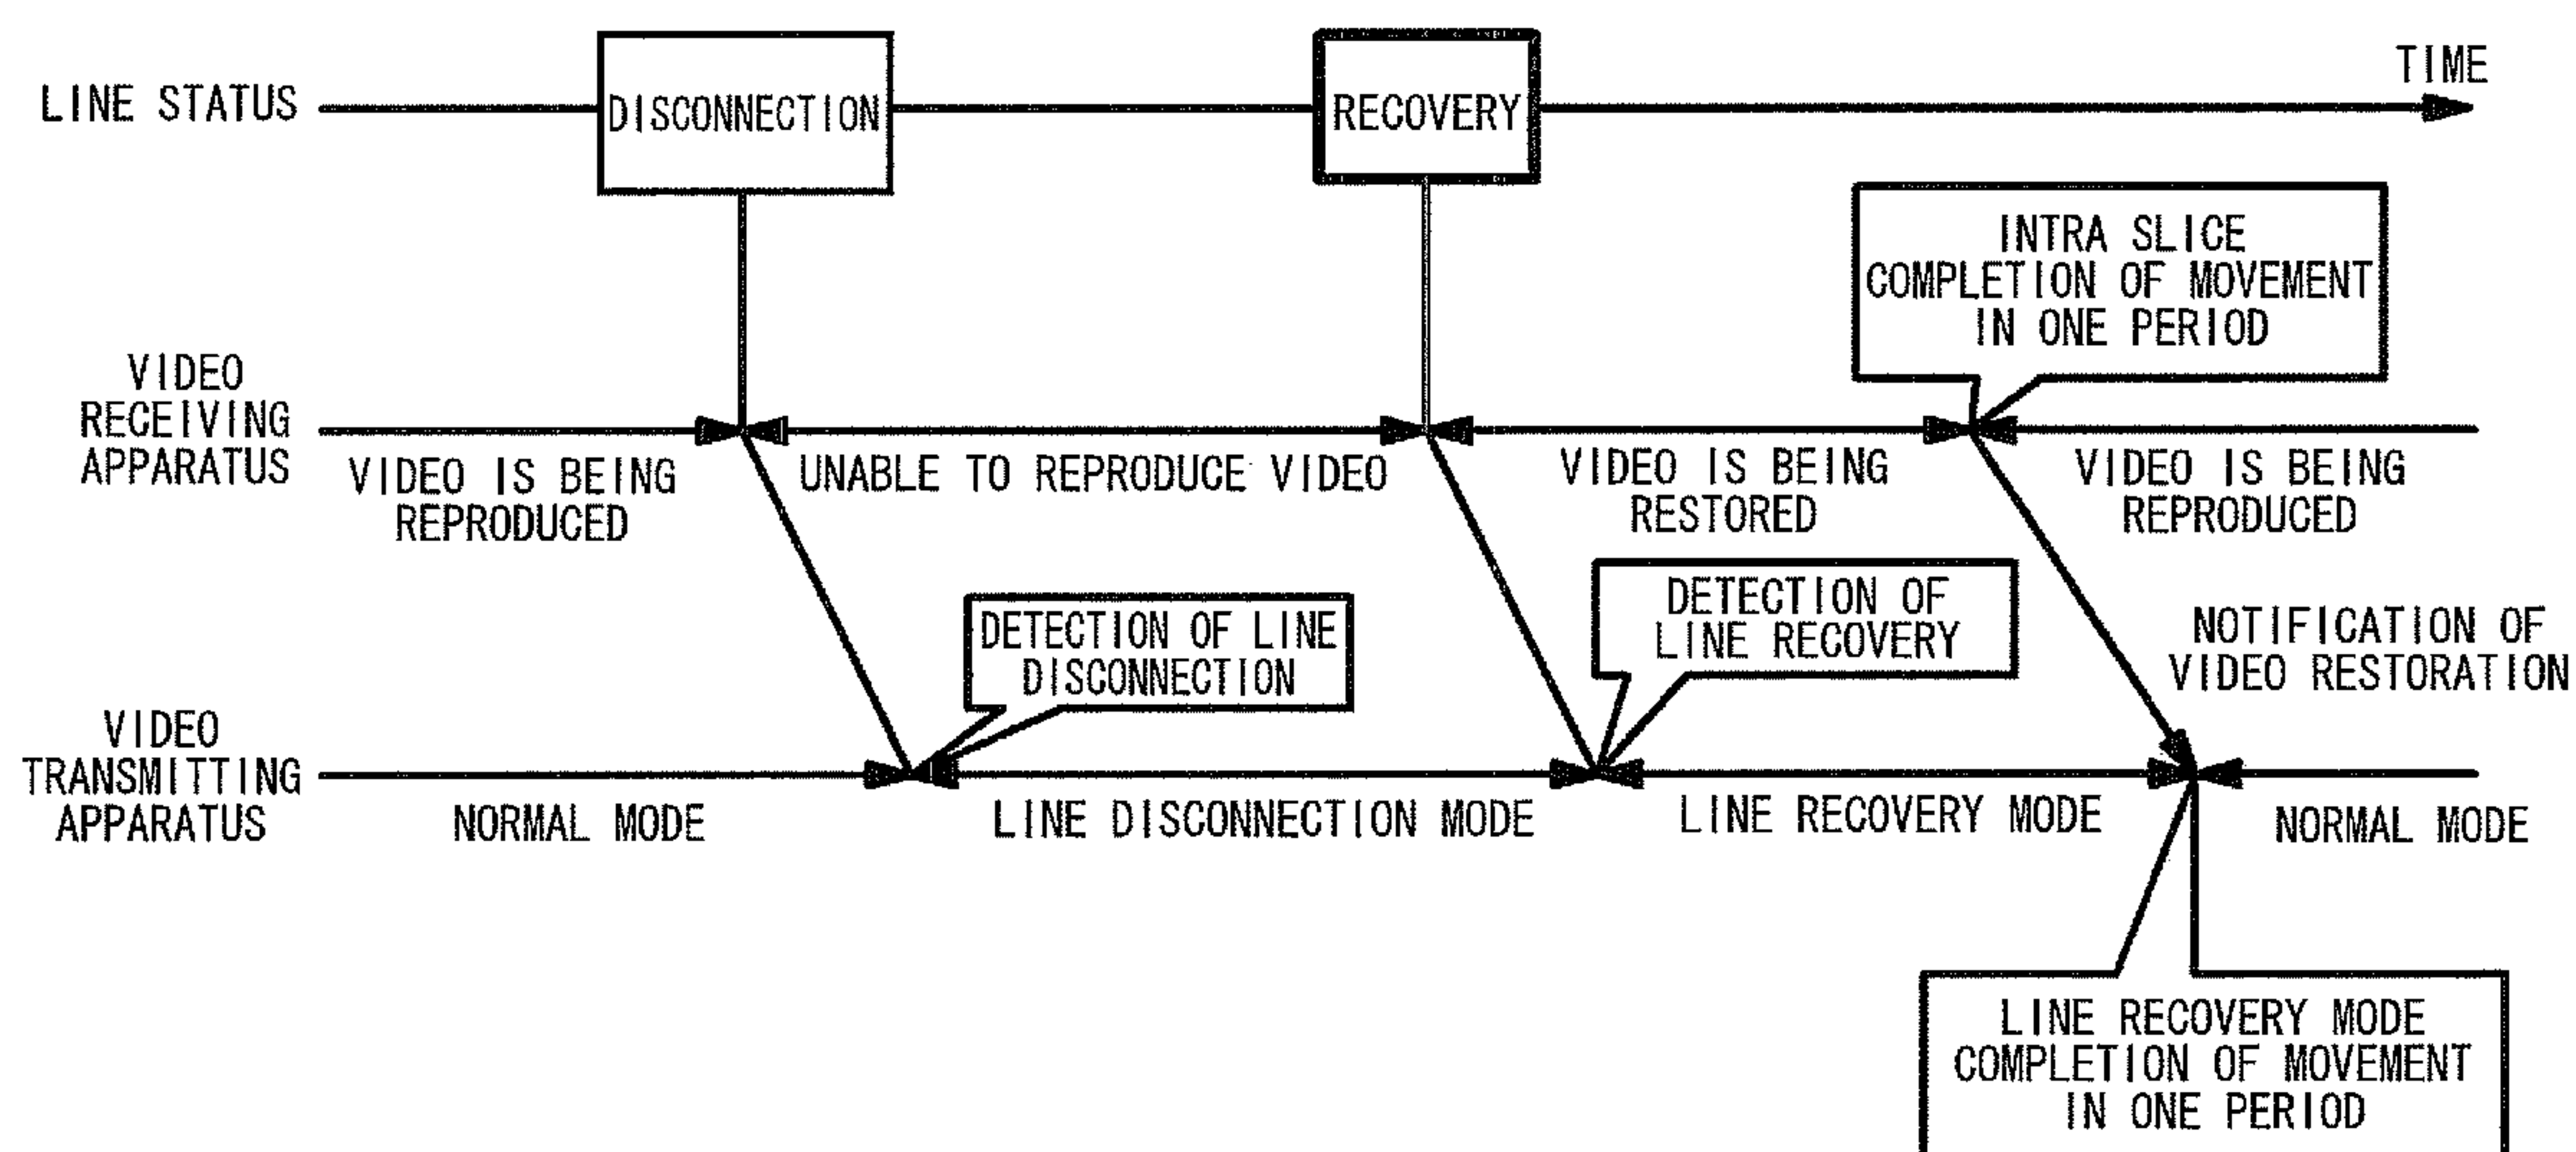 TIME
LINE STATUS
DISCONNECTION
RECOVERY
INTRA SLICE
COMPLETION OF MOVEMENT
IN ONE PERIOD
VIDEO
RECEIVING
APPARATUS
VIDEO IS BEING
REPRODUCED
UNABLE TO REPRODUCE VIDEO
VIDEO IS BEING
RESTORED
VIDEO IS BEING
REPRODUCED
DETECTION OF LINE
DISCONNECTION
DETECTION OF
LINE RECOVERY
NOTIFICATION OF
VIDEO RESTORATION
VIDEO
TRANSMITTING
APPARATUS
NORMAL MODE
LINE DISCONNECTION MODE
LINE RECOVERY MODE
NORMAL MODE
LINE RECOVERY MODE
COMPLETION OF MOVEMENT
IN ONE PERIOD